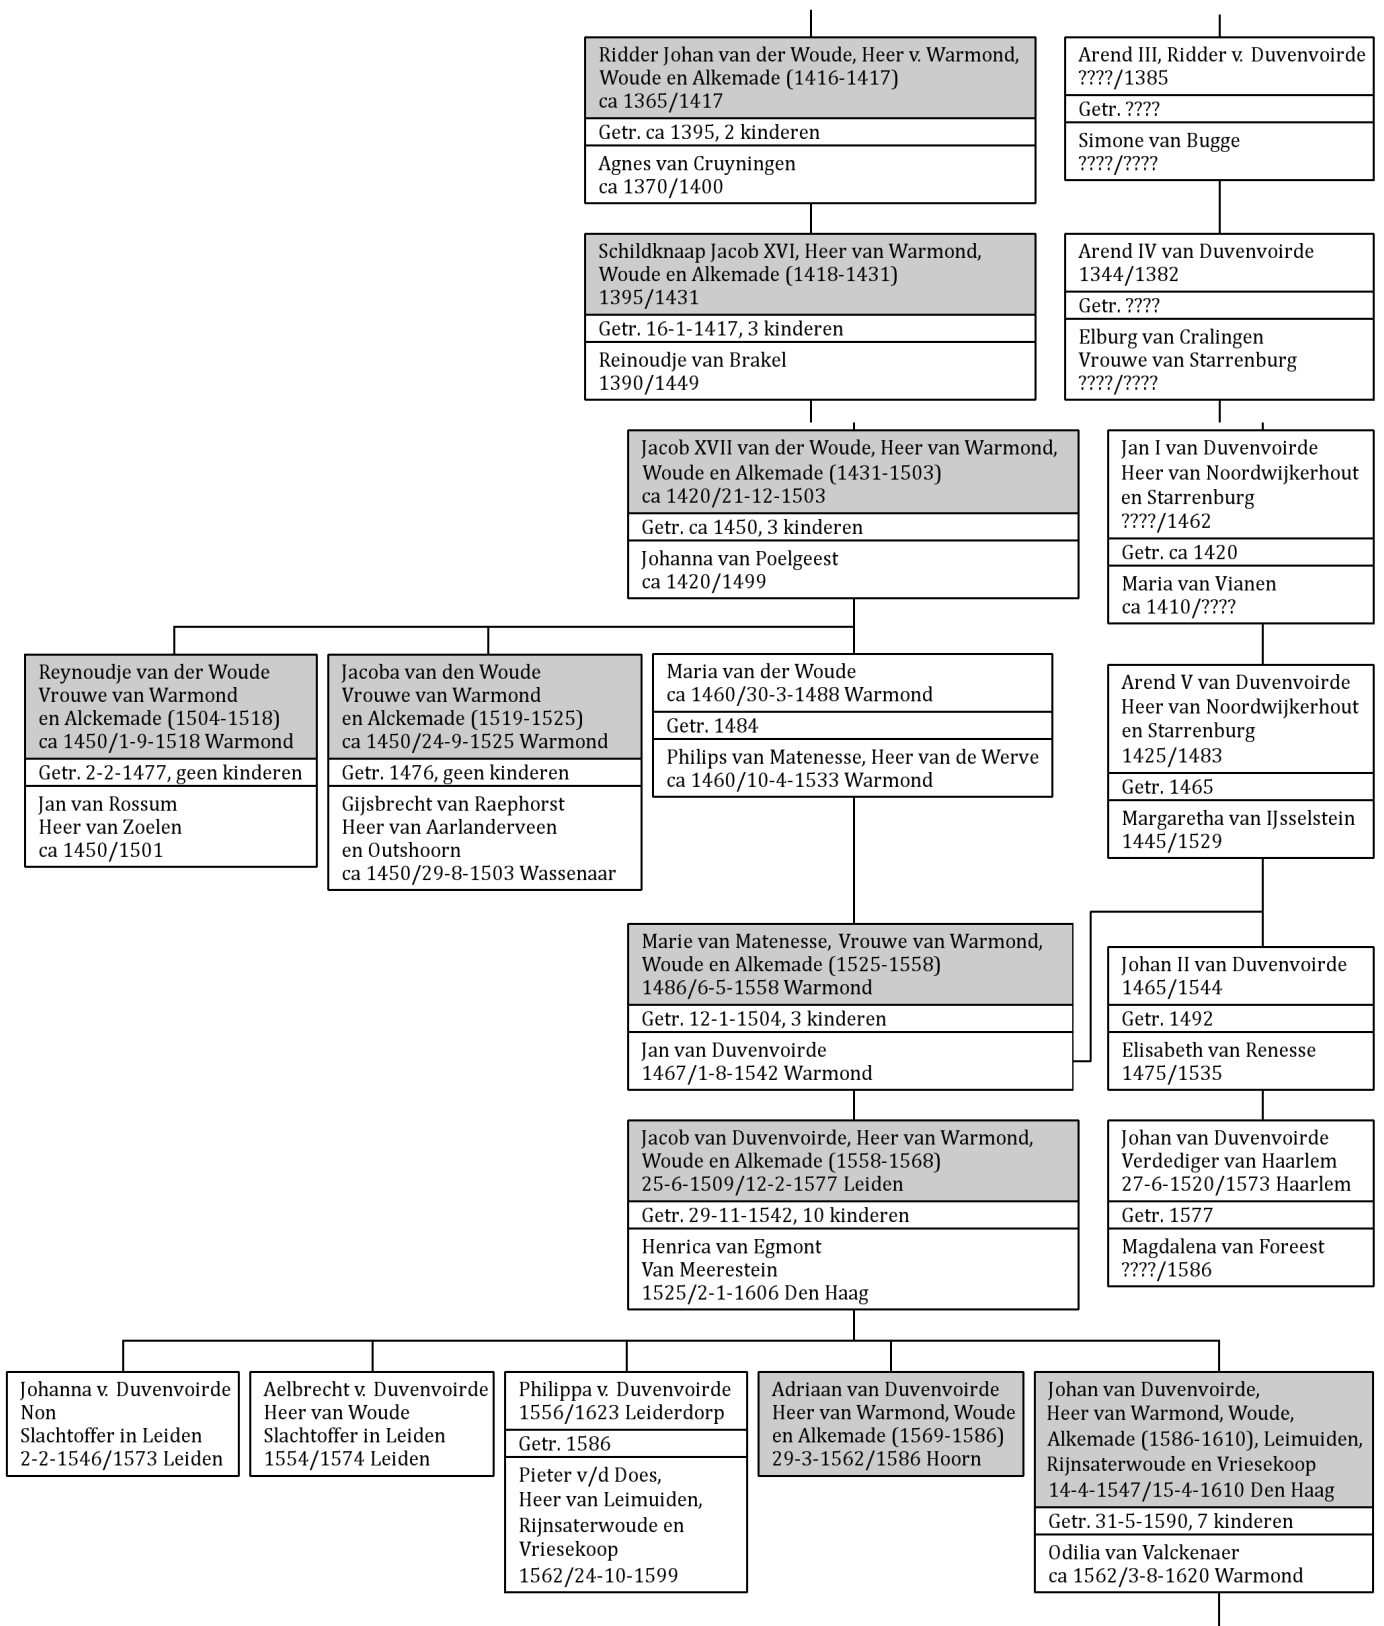 Ridder Johan van der Woude, Heer v. Warmond,
Woude en Alkemade (1416-1417)
ca 1365/1417
Getr. ca 1395, 2 kinderen
Agnes van Cruyningen
ca 1370/1400
Arend III, Ridder v. Duvenvoirde
????/1385
Getr. ????
Simone van Bugge
????/????
Schildknaap Jacob XVI, Heer van Warmond,
Woude en Alkemade (1418-1431)
1395/1431
Getr. 16-1-1417, 3 kinderen
Reinoudje van Brakel
1390/1449
Arend IV van Duvenvoirde
1344/1382
Getr. ????
Elburg van Cralingen
Vrouwe van Starrenburg
????/????
Jacob XVII van der Woude, Heer van Warmond,
Woude en Alkemade (1431-1503)
ca 1420/21-12-1503
Getr. ca 1450, 3 kinderen
Johanna van Poelgeest
ca 1420/1499
Jan I van Duvenvoirde
Heer van Noordwijkerhout
en Starrenburg
????/1462
Getr. ca 1420
Maria van Vianen
ca 1410/????
Reynoudje van der Woude
Vrouwe van Warmond
en Alckemade (1504-1518)
ca 1450/1-9-1518 Warmond
Getr. 2-2-1477, geen kinderen
Jan van Rossum
Heer van Zoelen
ca 1450/1501
Jacoba van den Woude
Vrouwe van Warmond
en Alckemade (1519-1525)
ca 1450/24-9-1525 Warmond
Getr. 1476, geen kinderen
Gijsbrecht van Raephorst
Heer van Aarlanderveen
en Outshoorn
ca 1450/29-8-1503 Wassenaar
Maria van der Woude
ca 1460/30-3-1488 Warmond
Getr. 1484
Philips van Matenesse, Heer van de Werve
ca 1460/10-4-1533 Warmond
Arend V van Duvenvoirde
Heer van Noordwijkerhout
en Starrenburg
1425/1483
Getr. 1465
Margaretha van IJsselstein
1445/1529
Marie van Matenesse, Vrouwe van Warmond,
Woude en Alkemade (1525-1558)
1486/6-5-1558 Warmond
Getr. 12-1-1504, 3 kinderen
Jan van Duvenvoirde
1467/1-8-1542 Warmond
Johan II van Duvenvoirde
1465/1544
Getr. 1492
Elisabeth van Renesse
1475/1535
Jacob van Duvenvoirde, Heer van Warmond,
Woude en Alkemade (1558-1568)
25-6-1509/12-2-1577 Leiden
Getr. 29-11-1542, 10 kinderen
Henrica van Egmont
Van Meerestein
1525/2-1-1606 Den Haag
Johan van Duvenvoirde
Verdediger van Haarlem
27-6-1520/1573 Haarlem
Getr. 1577
Magdalena van Foreest
????/1586
Johanna v. Duvenvoirde
Non
Slachtoffer in Leiden
2-2-1546/1573 Leiden
Aelbrecht v. Duvenvoirde
Heer van Woude
Slachtoffer in Leiden
1554/1574 Leiden
Philippa v. Duvenvoirde
1556/1623 Leiderdorp
Getr. 1586
Pieter v/d Does,
Heer van Leimuiden,
Rijnsaterwoude en
Vriesekoop
1562/24-10-1599
Adriaan van Duvenvoirde
Heer van Warmond, Woude
en Alkemade (1569-1586)
29-3-1562/1586 Hoorn
Johan van Duvenvoirde,
Heer van Warmond, Woude,
Alkemade (1586-1610), Leimuiden,
Rijnsaterwoude en Vriesekoop
14-4-1547/15-4-1610 Den Haag
Getr. 31-5-1590, 7 kinderen
Odilia van Valckenaer
ca 1562/3-8-1620 Warmond